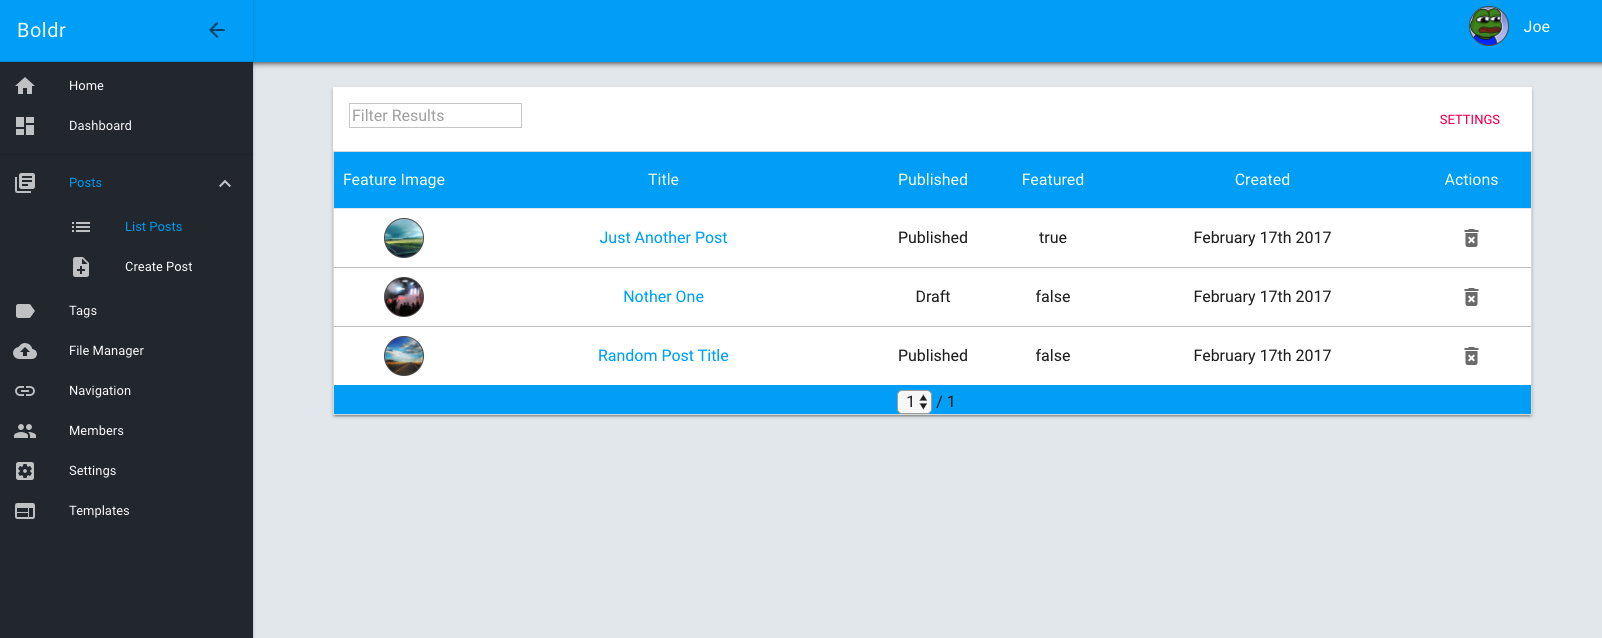 Boldr
Joe
Home
Dashboard
Posts
List Posts
Create Post
Tags
File Manager
Navigation
Members
Settings
Templates
Filter Results
SETTINGS
Feature Image Title Published Featured Created Actions
Just Another Post Published true February 17th 2017
Nother One Draft false February 17th 2017
Random Post Title Published false February 17th 2017
1 / 1